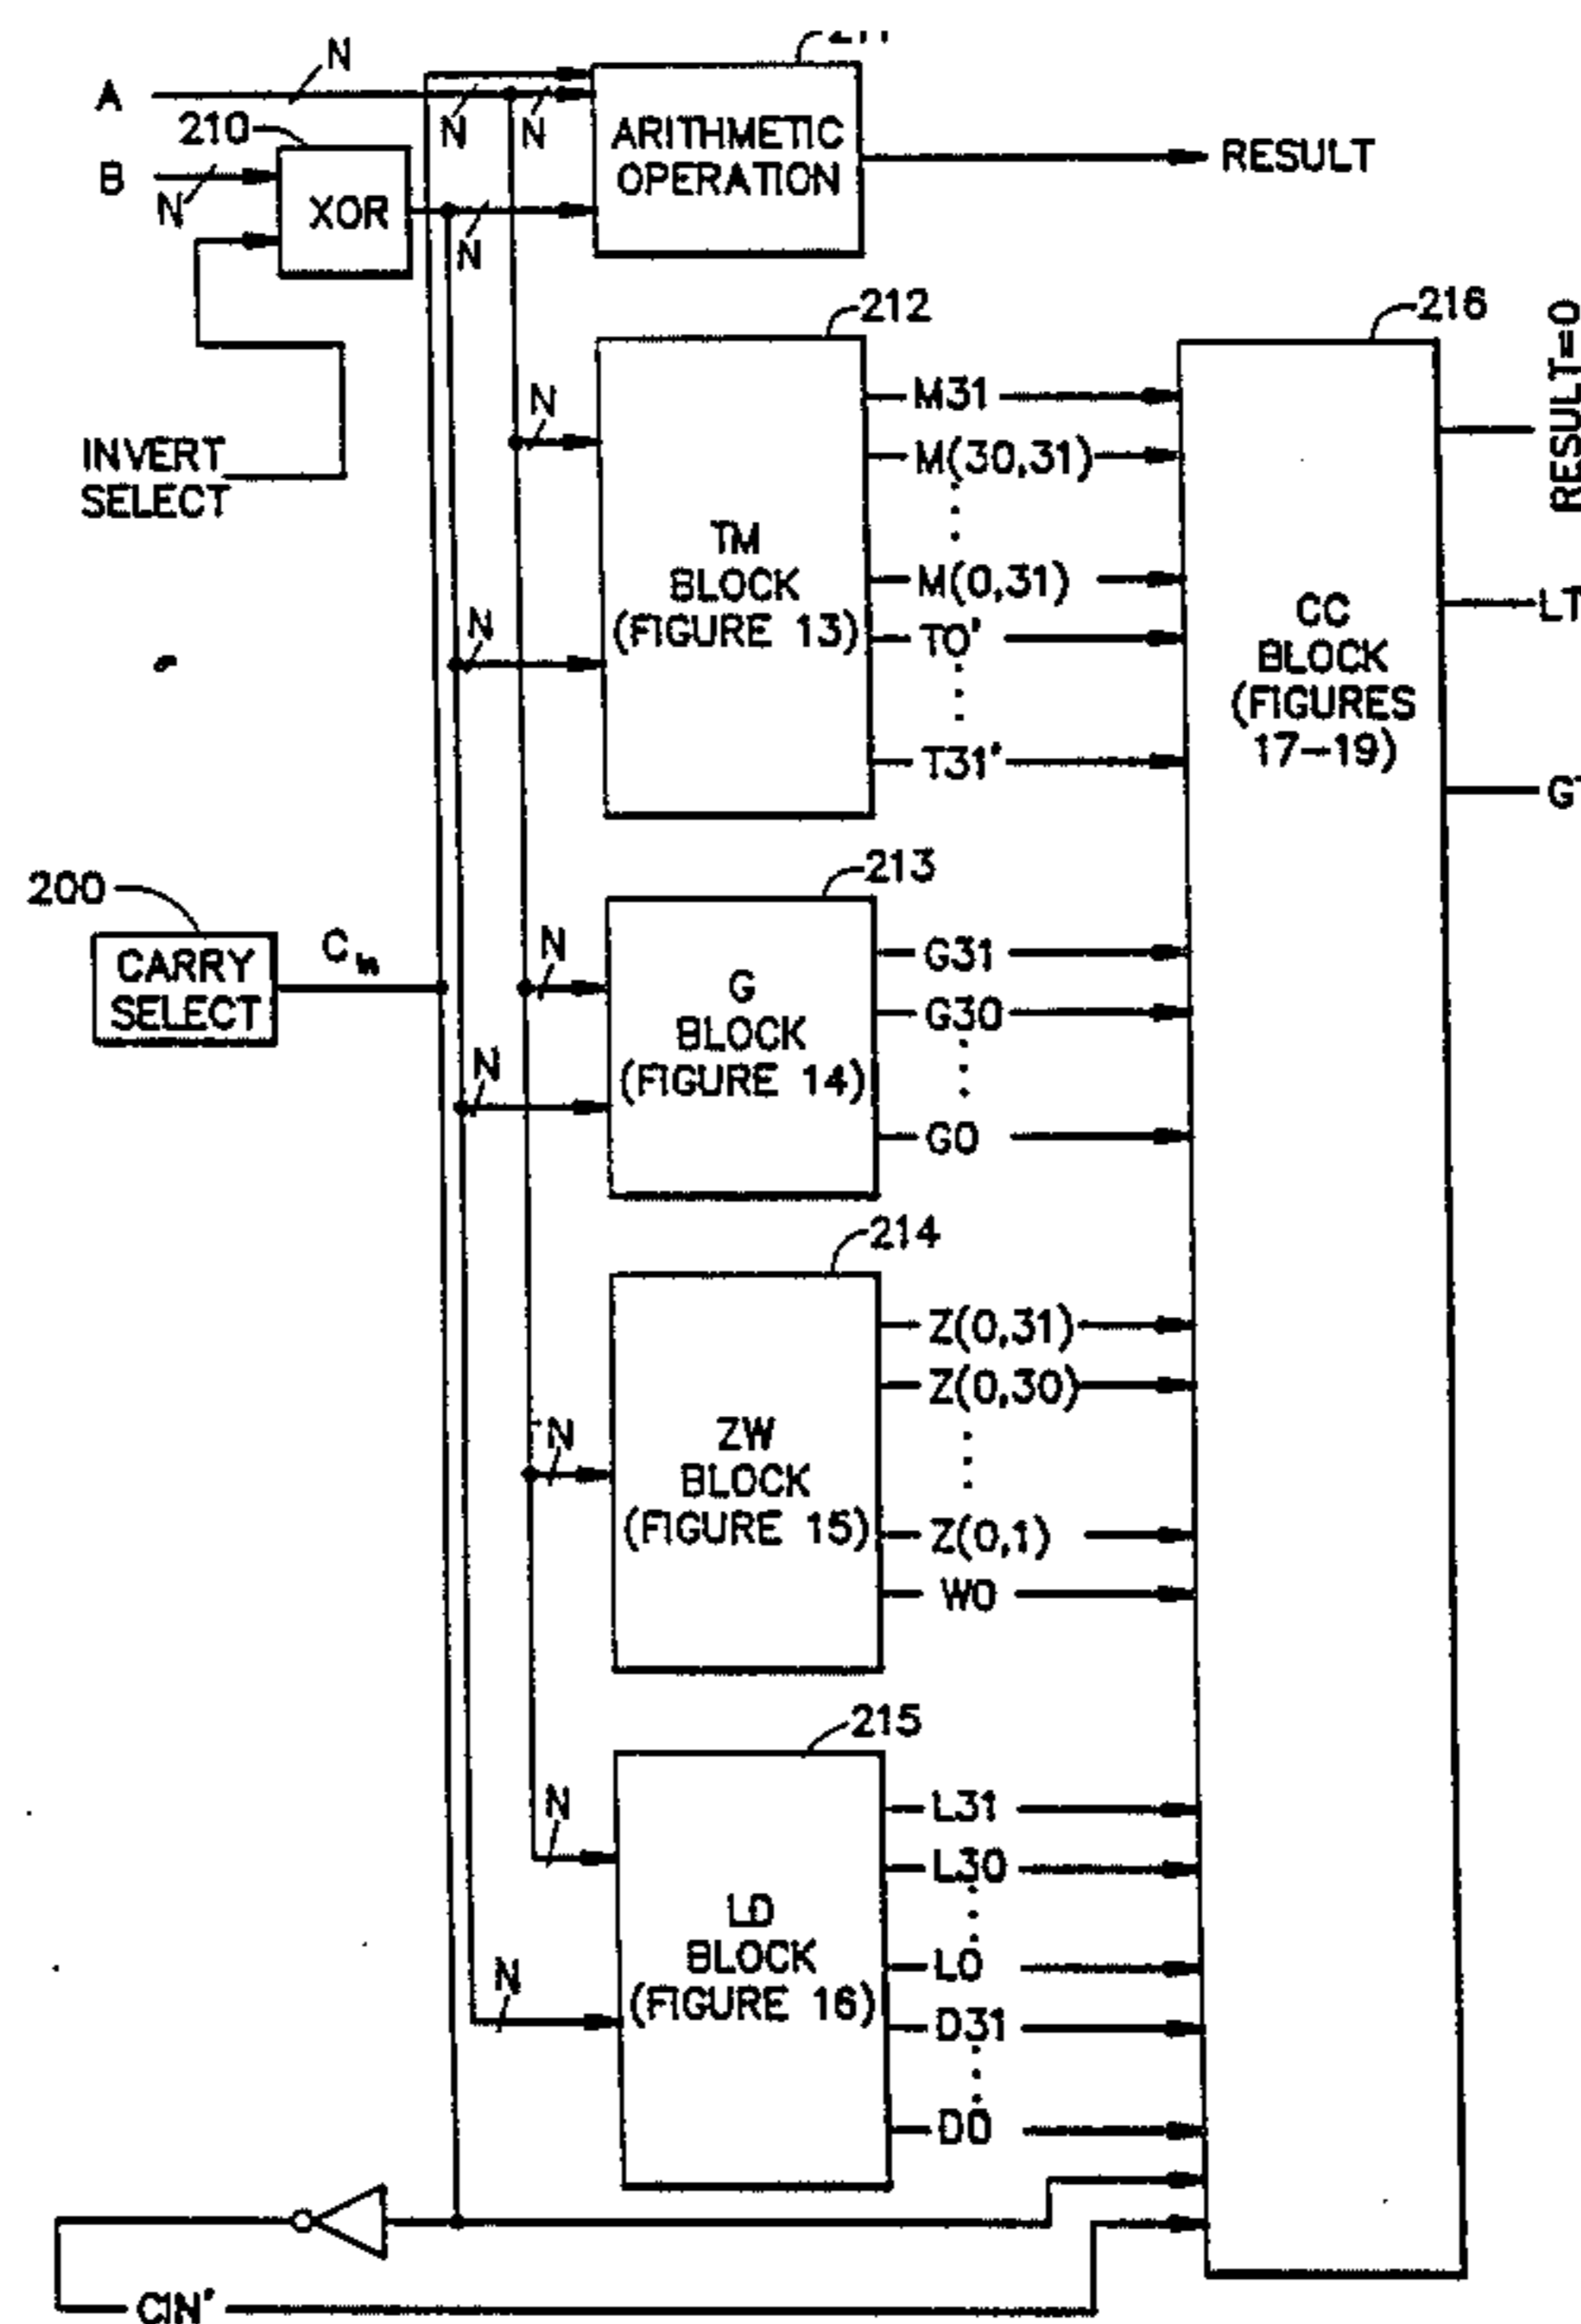 A
N
N
N
ARITHMETIC
OPERATION
RESULT
210
B
N
XOR
N
INVERT
SELECT
212
N
N
TM
BLOCK
(FIGURE 13)
M31
M(30,31)
M(0,31)
T0'
T31'
216
CC
BLOCK
(FIGURES
17-19)
RESULT=0
LT
200
CARRY
SELECT
C in
213
N
N
G
BLOCK
(FIGURE 14)
G31
G30
G0
214
N
ZW
BLOCK
(FIGURE 15)
Z(0,31)
Z(0,30)
Z(0,1)
W0
215
N
N
LD
BLOCK
(FIGURE 16)
L31
L30
L0
D31
D0
CIN'